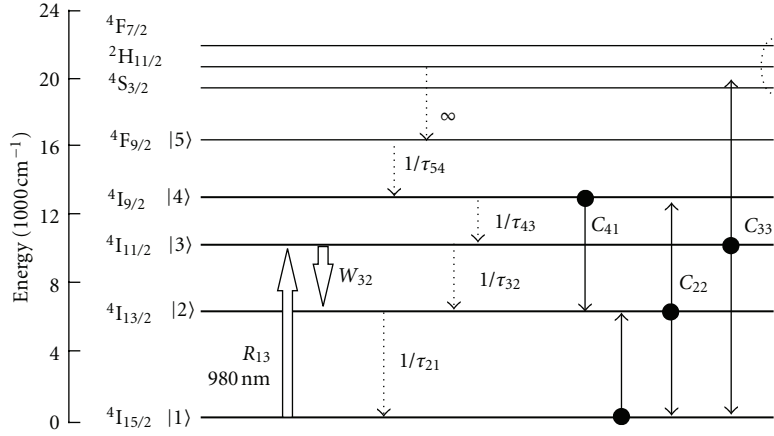 24
20
16
12
8
4
0
Energy (1000 cm⁻¹)
⁴F₇/₂
²H₁₁/₂
⁴S₃/₂
⁴F₉/₂ |5⟩
⁴I₉/₂ |4⟩
⁴I₁₁/₂ |3⟩
⁴I₁₃/₂ |2⟩
⁴I₁₅/₂ |1⟩
∞
1/τ₅₄
1/τ₄₃
C₄₁
C₃₃
W₃₂
1/τ₃₂
C₂₂
R₁₃
980 nm
1/τ₂₁